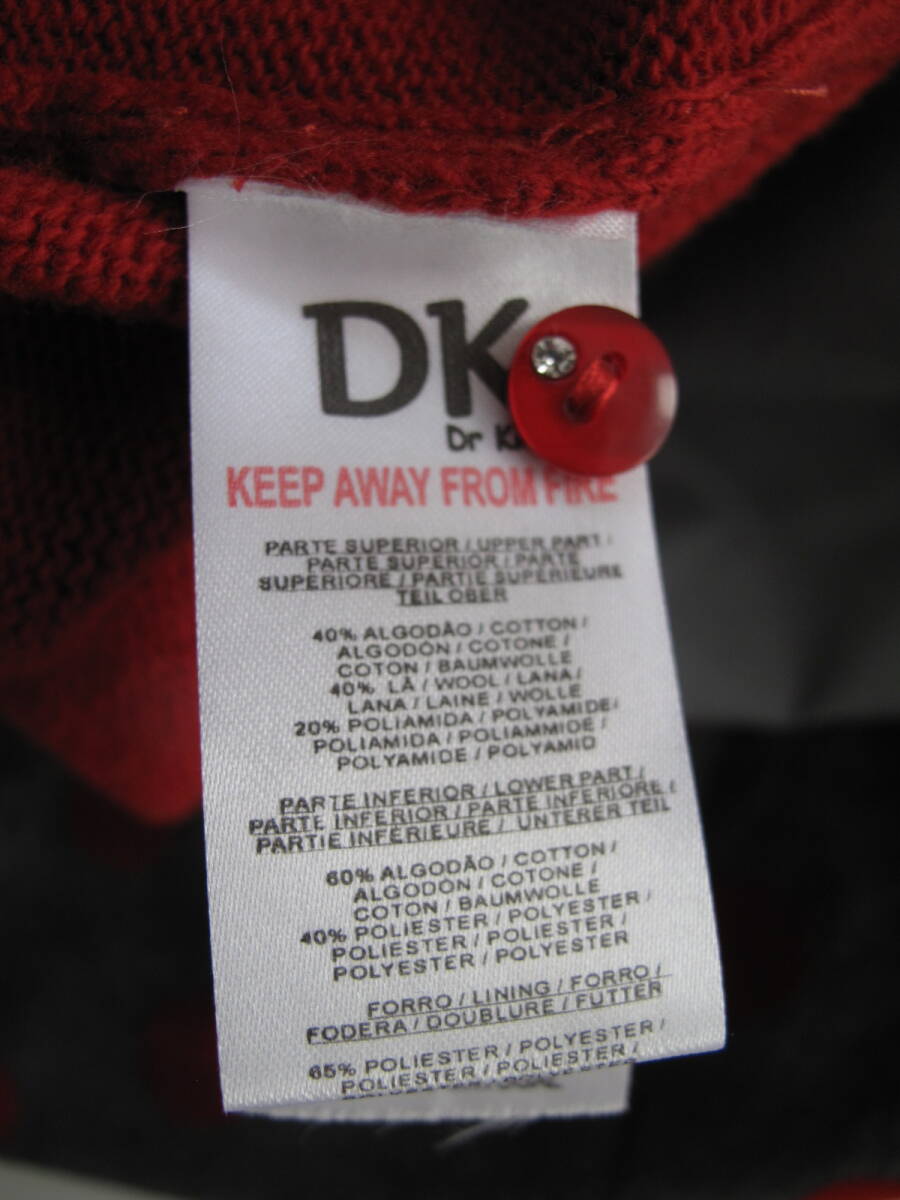 DK
Dr
KEEP AWAY FROM FIRE
PARTE SUPERIOR / UPPER PART /
PARTE SUPERIOR / PARTE
SUPERIORE / PARTIE SUPÉRIEURE
TEIL OBER
40% ALGODÃO / COTTON /
ALGODÓN / COTONE /
COTON / BAUMWOLLE
40% LÃ / WOOL / LANA /
LANA / LAINE / WOLLE
20% POLIAMIDA / POLYAMIDE /
POLIAMIDA / POLIAMMIDE /
POLYAMIDE / POLYAMID
PARTE INFERIOR / LOWER PART /
PARTE INFERIOR / PARTE INFERIORE /
PARTIE INFÉRIEURE / UNTERER TEIL
60% ALGODÃO / COTTON /
ALGODÓN / COTONE /
COTON / BAUMWOLLE
40% POLIESTER / POLYESTER /
POLIESTER / POLIESTER /
POLYESTER / POLYESTER
FORRO / LINING / FORRO /
FODERA / DOUBLURE / FUTTER
65% POLIESTER / POLYESTER /
POLIESTER / POLIESTER /